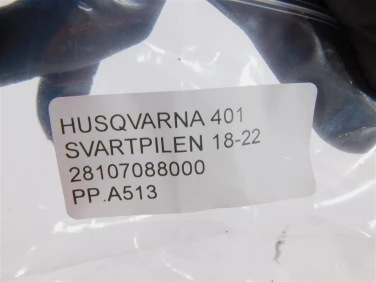 HUSQVARNA 401
SVARTPILEN 18-22
28107088000
PP.A513